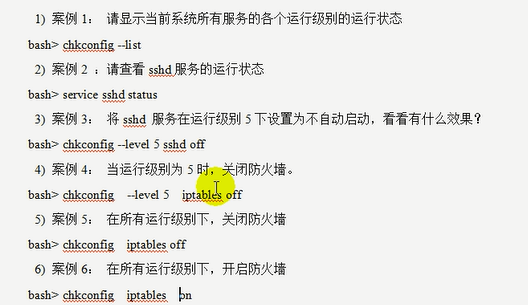 1) 案例 1： 请显示当前系统所有服务的各个运行级别的运行状态
bash> chkconfig --list
2) 案例 2 ：请查看 sshd 服务的运行状态
bash> service sshd status
3) 案例 3： 将 sshd 服务在运行级别 5 下设置为不自动启动，看看有什么效果？
bash> chkconfig --level 5 sshd off
4) 案例 4： 当运行级别为 5 时，关闭防火墙。
bash> chkconfig --level 5 iptables off
5) 案例 5： 在所有运行级别下，关闭防火墙
bash> chkconfig iptables off
6) 案例 6： 在所有运行级别下，开启防火墙
bash> chkconfig iptables on